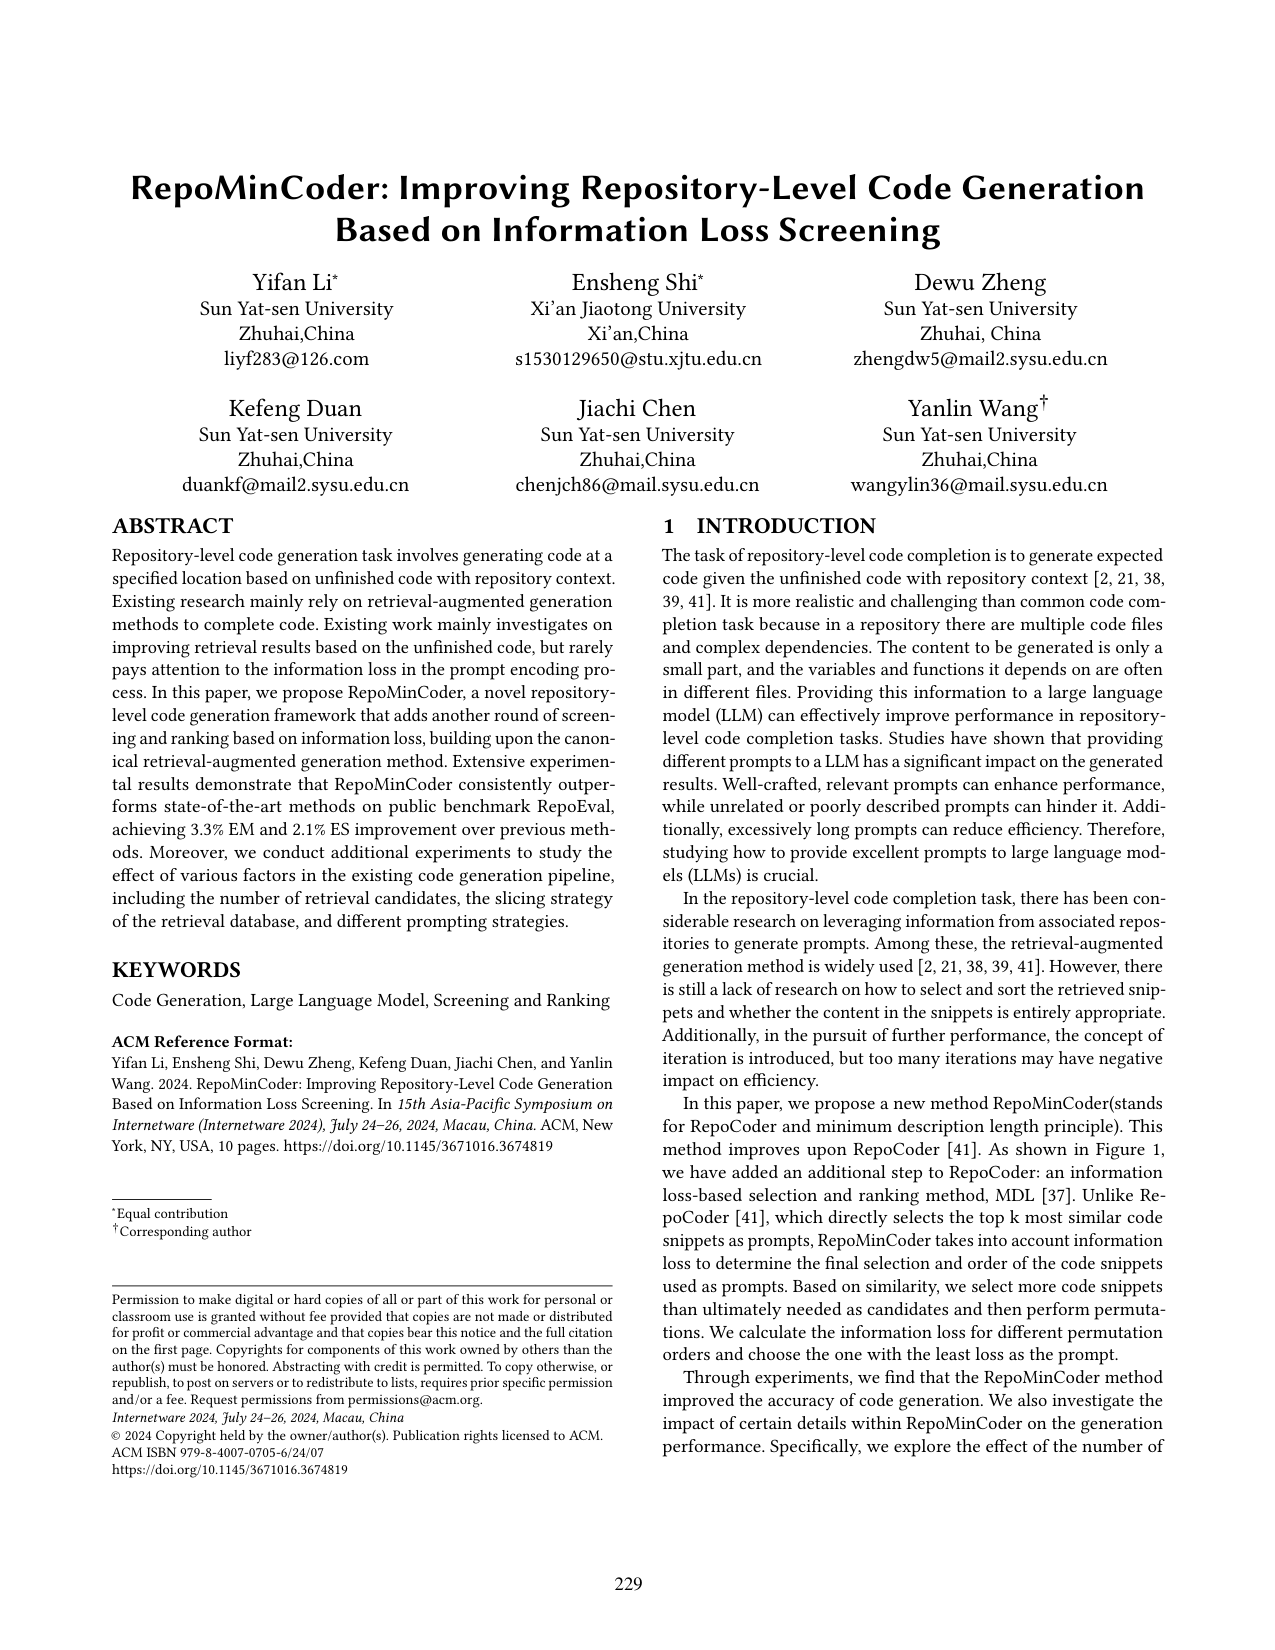 RepoMinCoder: Improving Repository-Level Code Generation
Based on Information Loss Screening
Yifan Li*
Sun Yat-sen University
Zhuhai,China
liyf283@126.com
Ensheng Shi*
Xi'an Jiaotong University
Xi'an,China
s1530129650@stu.xjtu.edu.cn
Dewu Zheng
Sun Yat-sen University
Zhuhai, China
zhengdw5@mail2.sysu.edu.cn
Kefeng Duan
Sun Yat-sen University
Zhuhai,China
duankf@mail2.sysu.edu.cn
Jiachi Chen
Sun Yat-sen University
Zhuhai,China
chenjch86@mail.sysu.edu.cn
Yanlin Wang†
Sun Yat-sen University
Zhuhai,China
wangylin36@mail.sysu.edu.cn
ABSTRACT
Repository-level code generation task involves generating code at a
specified location based on unfinished code with repository context.
Existing research mainly rely on retrieval-augmented generation
methods to complete code. Existing work mainly investigates on
improving retrieval results based on the unfinished code, but rarely
pays attention to the information loss in the prompt encoding pro-
cess. In this paper, we propose RepoMinCoder, a novel repository-
level code generation framework that adds another round of screen-
ing and ranking based on information loss, building upon the canon-
ical retrieval-augmented generation method. Extensive experimen-
tal results demonstrate that RepoMinCoder consistently outper-
forms state-of-the-art methods on public benchmark RepoEval,
achieving 3.3% EM and 2.1% ES improvement over previous meth-
ods. Moreover, we conduct additional experiments to study the
effect of various factors in the existing code generation pipeline,
including the number of retrieval candidates, the slicing strategy
of the retrieval database, and different prompting strategies.
KEYWORDS
Code Generation, Large Language Model, Screening and Ranking
ACM Reference Format:
Yifan Li, Ensheng Shi, Dewu Zheng, Kefeng Duan, Jiachi Chen, and Yanlin
Wang. 2024. RepoMinCoder: Improving Repository-Level Code Generation
Based on Information Loss Screening. In 15th Asia-Pacific Symposium on
Internetware (Internetware 2024), July 24–26, 2024, Macau, China. ACM, New
York, NY, USA, 10 pages. https://doi.org/10.1145/3671016.3674819
*Equal contribution
†Corresponding author
Permission to make digital or hard copies of all or part of this work for personal or
classroom use is granted without fee provided that copies are not made or distributed
for profit or commercial advantage and that copies bear this notice and the full citation
on the first page. Copyrights for components of this work owned by others than the
author(s) must be honored. Abstracting with credit is permitted. To copy otherwise, or
republish, to post on servers or to redistribute to lists, requires prior specific permission
and/or a fee. Request permissions from permissions@acm.org.
Internetware 2024, July 24–26, 2024, Macau, China
© 2024 Copyright held by the owner/author(s). Publication rights licensed to ACM.
ACM ISBN 979-8-4007-0705-6/24/07
https://doi.org/10.1145/3671016.3674819
1 INTRODUCTION
The task of repository-level code completion is to generate expected
code given the unfinished code with repository context [2, 21, 38,
39, 41]. It is more realistic and challenging than common code com-
pletion task because in a repository there are multiple code files
and complex dependencies. The content to be generated is only a
small part, and the variables and functions it depends on are often
in different files. Providing this information to a large language
model (LLM) can effectively improve performance in repository-
level code completion tasks. Studies have shown that providing
different prompts to a LLM has a significant impact on the generated
results. Well-crafted, relevant prompts can enhance performance,
while unrelated or poorly described prompts can hinder it. Addi-
tionally, excessively long prompts can reduce efficiency. Therefore,
studying how to provide excellent prompts to large language mod-
els (LLMs) is crucial.
In the repository-level code completion task, there has been con-
siderable research on leveraging information from associated repos-
itories to generate prompts. Among these, the retrieval-augmented
generation method is widely used [2, 21, 38, 39, 41]. However, there
is still a lack of research on how to select and sort the retrieved snip-
pets and whether the content in the snippets is entirely appropriate.
Additionally, in the pursuit of further performance, the concept of
iteration is introduced, but too many iterations may have negative
impact on efficiency.
In this paper, we propose a new method RepoMinCoder(stands
for RepoCoder and minimum description length principle). This
method improves upon RepoCoder [41]. As shown in Figure 1,
we have added an additional step to RepoCoder: an information
loss-based selection and ranking method, MDL [37]. Unlike Re-
poCoder [41], which directly selects the top k most similar code
snippets as prompts, RepoMinCoder takes into account information
loss to determine the final selection and order of the code snippets
used as prompts. Based on similarity, we select more code snippets
than ultimately needed as candidates and then perform permuta-
tions. We calculate the information loss for different permutation
orders and choose the one with the least loss as the prompt.
Through experiments, we find that the RepoMinCoder method
improved the accuracy of code generation. We also investigate the
impact of certain details within RepoMinCoder on the generation
performance. Specifically, we explore the effect of the number of
229